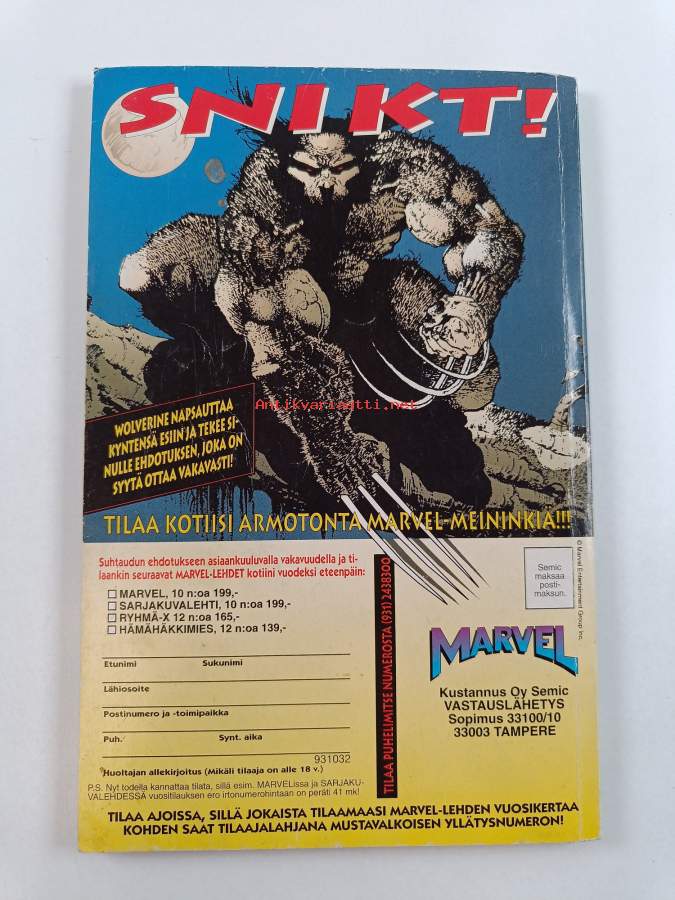 SNIKT!
WOLVERINE NAPSAUTTAA
KYNTENSÄ ESIIN JA TEKEE SI-
NULLE EHDOTUKSEN, JOKA ON
SYYTÄ OTTAA VAKAVASTI!
Antikvariaatti.net
TILAA KOTIISI ARMOTONTA MARVEL-MEININKIÄ!!!
Suhtaudun ehdotukseen asiaankuuluvalla vakavuudella ja ti-
laankin seuraavat MARVEL-LEHDET kotiini vuodeksi eteenpäin:
MARVEL, 10 n:oa 199,-
SARJAKUVALEHTI, 10 n:oa 199,-
RYHMÄ-X 12 n:oa 165,-
HÄMÄHÄKKIMIES, 12 n:oa 139,-
Etunimi Sukunimi
Lähiosoite
Postinumero ja -toimipaikka
Puh. Synt. aika
931032
Huoltajan allekirjoitus (Mikäli tilaaja on alle 18 v.)
P.S. Nyt todella kannattaa tilata, sillä esim. MARVELissa ja SARJAKU-
VALEHDESSÄ vuositilauksen ero irtonumerohintaan on peräti 41 mk!
TILAA PUHELIMITSE NUMEROSTA (931) 2438300
Semic
maksaa
posti-
maksun.
© Marvel Entertainment Group Inc.
MARVEL
Kustannus Oy Semic
VASTAUSLÄHETYS
Sopimus 33100/10
33003 TAMPERE
TILAA AJOISSA, SILLÄ JOKAISTA TILAAMAASI MARVEL-LEHDEN VUOSIKERTAA
KOHDEN SAAT TILAAJALAHJANA MUSTAVALKOISEN YLLÄTYSNUMERON!